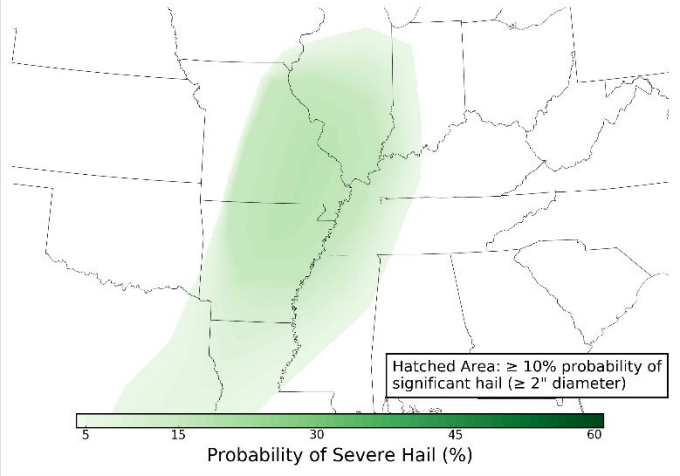 Hatched Area: ≥ 10% probability of
significant hail (≥ 2" diameter)
5 15 30 45 60
Probability of Severe Hail (%)